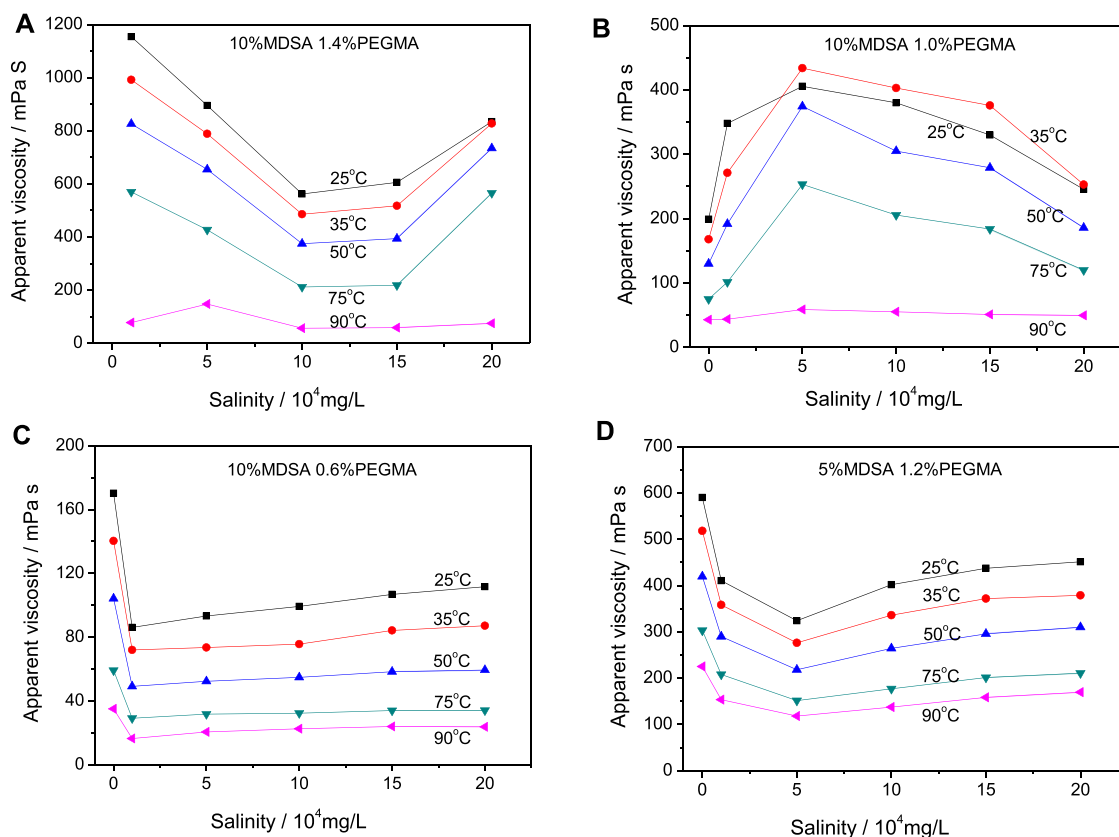 A
10%MDSA 1.4%PEGMA
Apparent viscosity / mPa S
1200
1000
800
600
400
200
0
25°C
35°C
50°C
75°C
90°C
0 5 10 15 20
Salinity / 10⁴mg/L
B
10%MDSA 1.0%PEGMA
Apparent viscosity / mPa s
500
400
300
200
100
0
25°C
35°C
50°C
75°C
90°C
0 5 10 15 20
Salinity / 10⁴mg/L
C
10%MDSA 0.6%PEGMA
Apparent viscosity / mPa s
200
160
120
80
40
0
25°C
35°C
50°C
75°C
90°C
0 5 10 15 20
Salinity / 10⁴mg/L
D
5%MDSA 1.2%PEGMA
Apparent viscosity / mPa s
700
600
500
400
300
200
100
0
25°C
35°C
50°C
75°C
90°C
0 5 10 15 20
Salinity / 10⁴mg/L